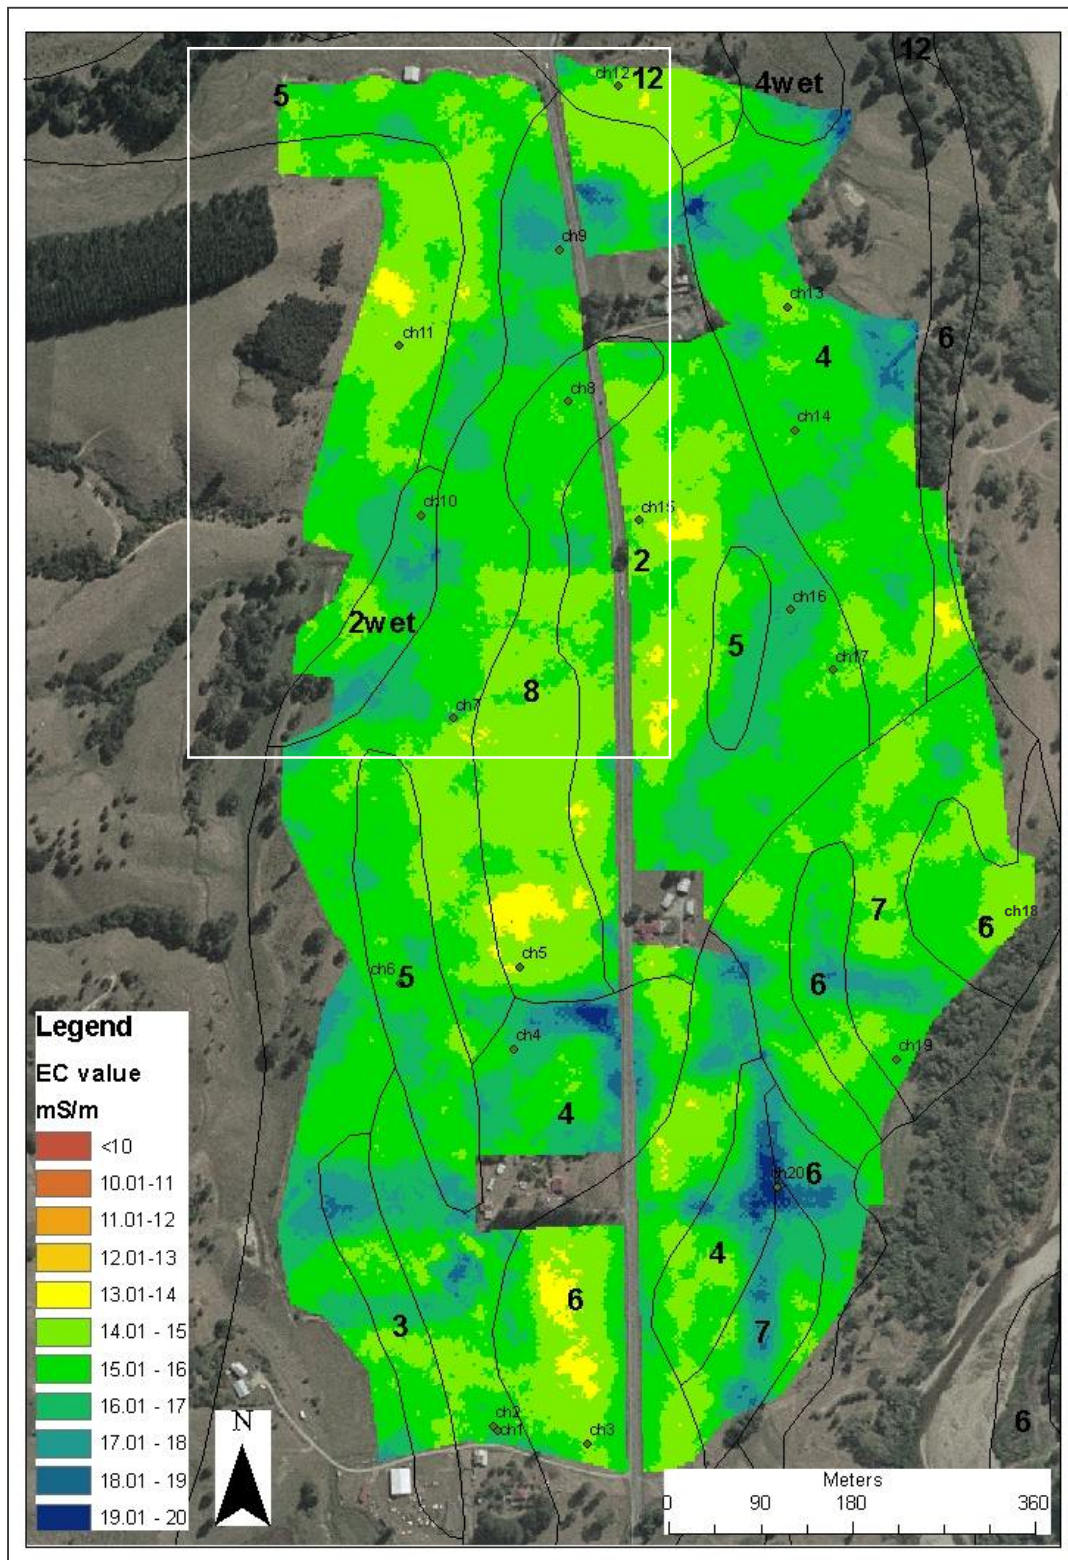 12
ch12 12
4wet
5
ch9
6
ch13
ch11
4
ch8
ch14
ch10
ch15
2
ch16
2wet
5
ch17
8
ch7
7
ch18
6
ch5
ch6
5
6
Legend
ch4
ch19
EC value
mS/m
4
<10
6
ch20
10.01-11
11.01-12
4
12.01-13
6
13.01-14
3
7
14.01 - 15
15.01 - 16
16.01 - 17
N
ch2
ch1
6
ch3
17.01 - 18
Meters
18.01 - 19
0 90 180 360
19.01 - 20